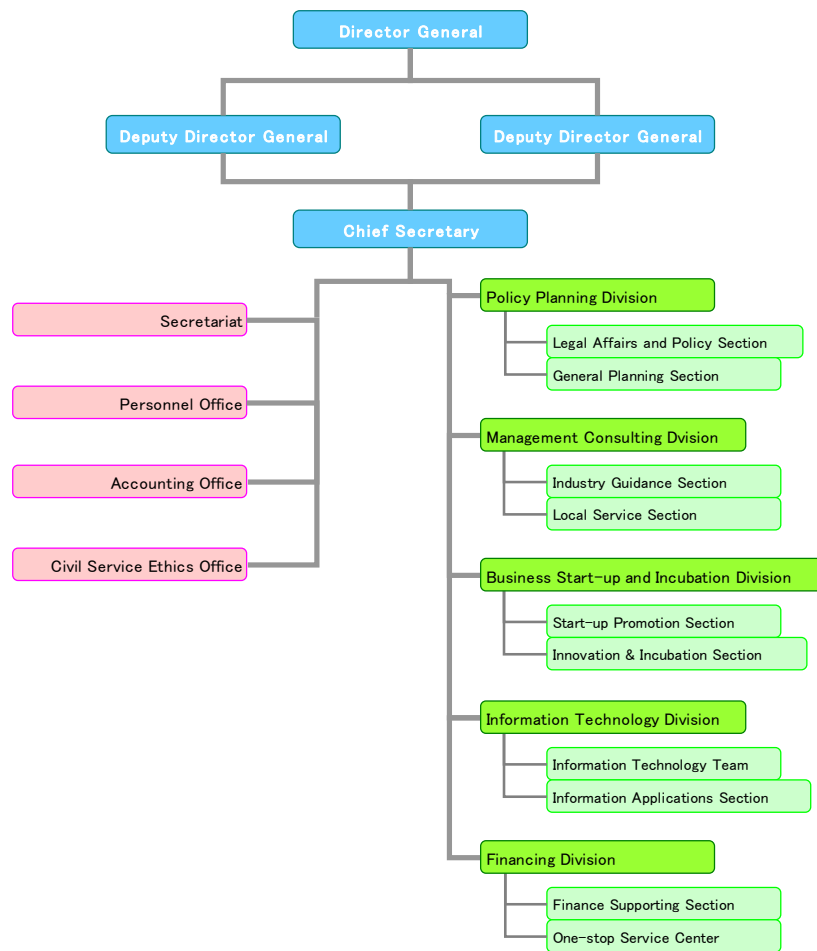 Director General
Deputy Director General
Deputy Director General
Chief Secretary
Secretariat
Personnel Office
Accounting Office
Civil Service Ethics Office
Policy Planning Division
Legal Affairs and Policy Section
General Planning Section
Management Consulting Dvision
Industry Guidance Section
Local Service Section
Business Start-up and Incubation Division
Start-up Promotion Section
Innovation & Incubation Section
Information Technology Division
Information Technology Team
Information Applications Section
Financing Division
Finance Supporting Section
One-stop Service Center